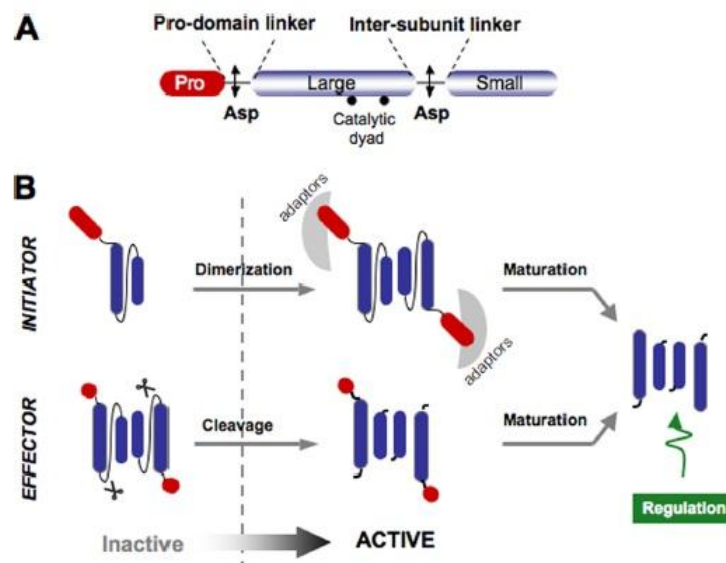 A
Pro-domain linker
Inter-subunit linker
Pro
Large
Small
Asp
Catalytic
dyad
Asp
B
INITIATOR
adaptors
Dimerization
Maturation
adaptors
EFFECTOR
Cleavage
Maturation
Regulation
Inactive
ACTIVE